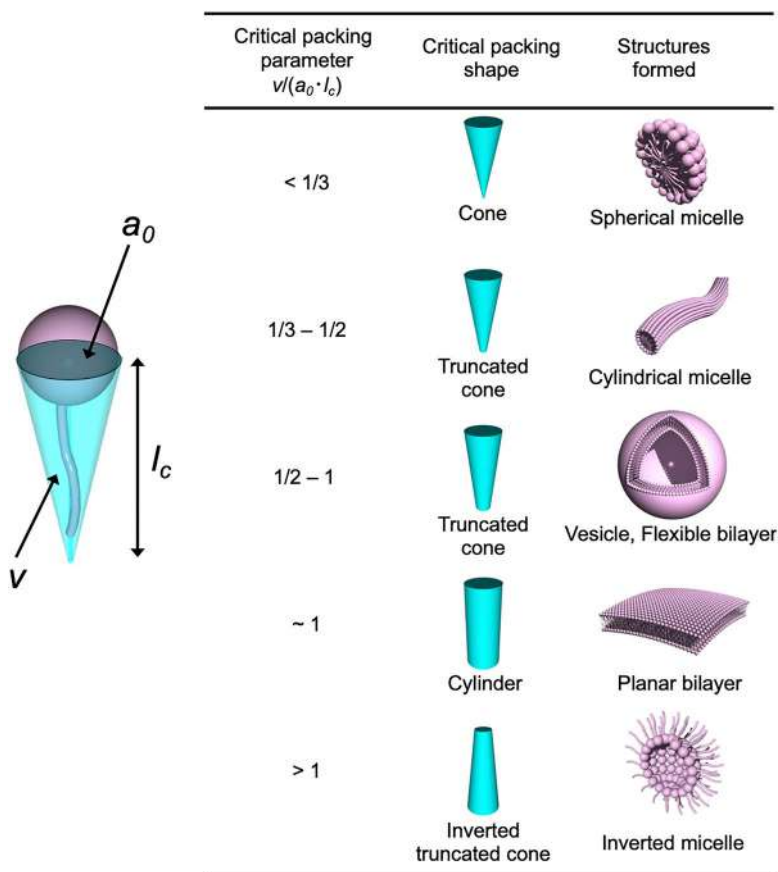 Critical packing
parameter
v/(a₀·l_c)
Critical packing
shape
Structures
formed
< 1/3
Cone
Spherical micelle
a₀
1/3 – 1/2
Truncated
cone
Cylindrical micelle
l_c
v
1/2 – 1
Truncated
cone
Vesicle, Flexible bilayer
~ 1
Cylinder
Planar bilayer
> 1
Inverted
truncated cone
Inverted micelle